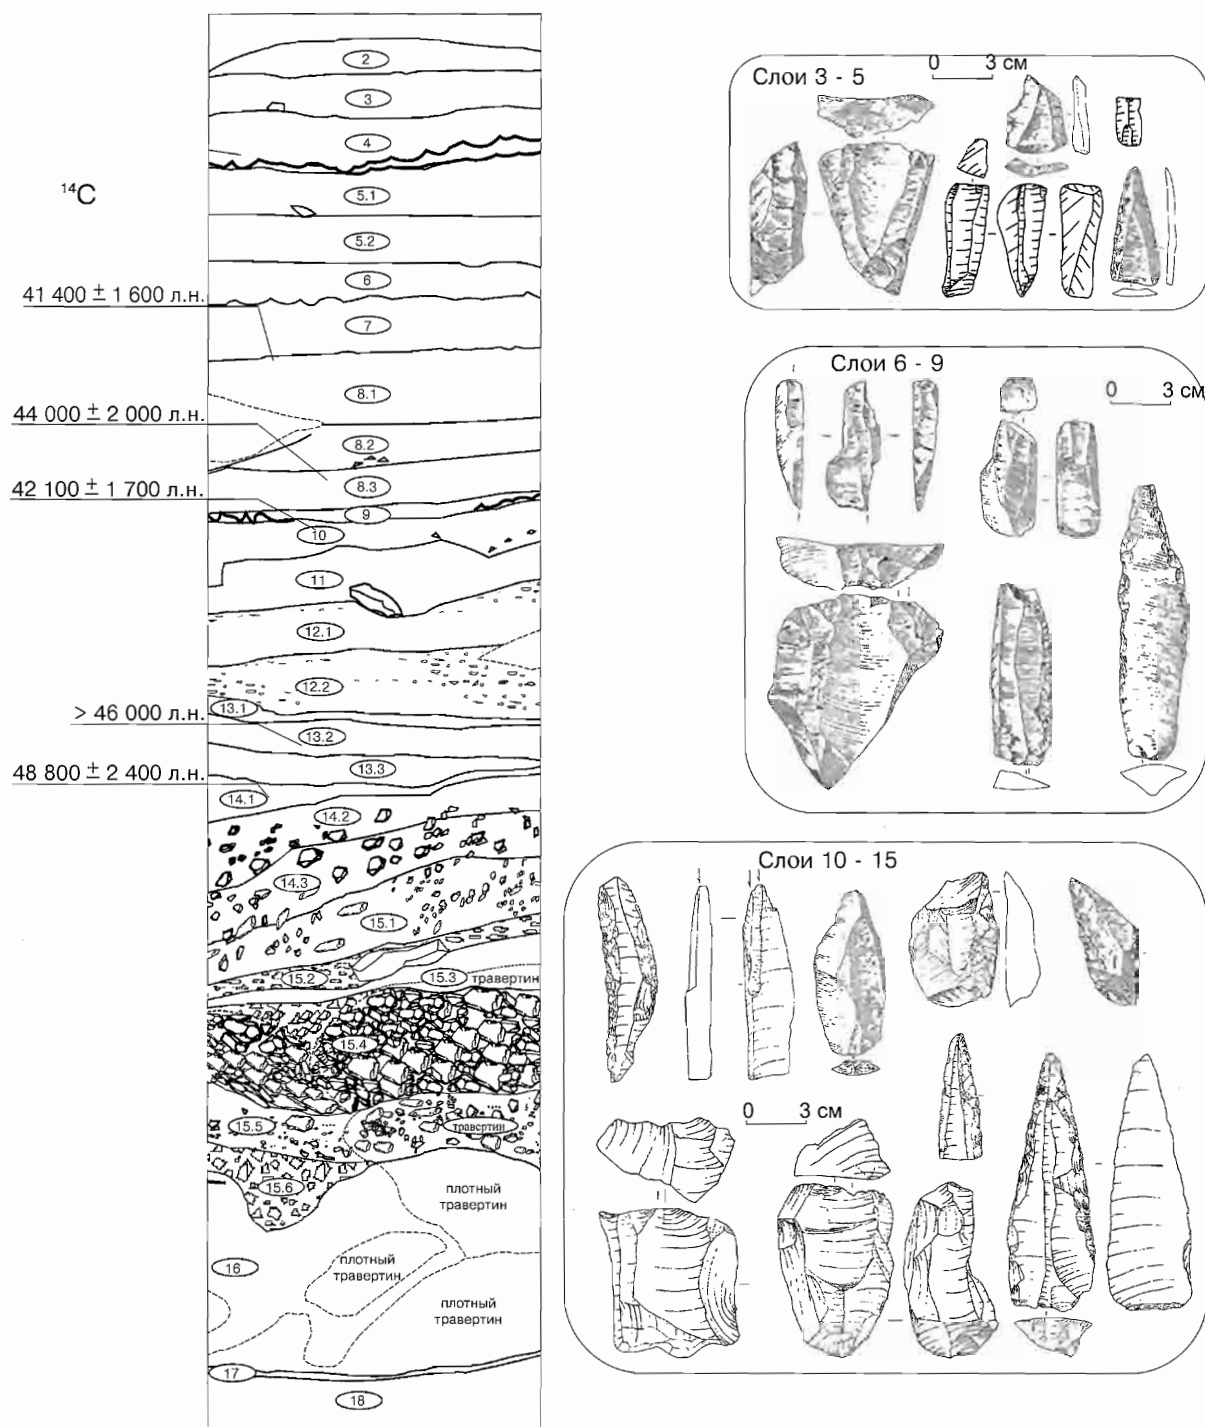 ¹⁴C
41 400 ± 1 600 л.н.
44 000 ± 2 000 л.н.
42 100 ± 1 700 л.н.
> 46 000 л.н.
48 800 ± 2 400 л.н.
2
3
4
5.1
5.2
6
7
8.1
8.2
8.3
9
10
11
12.1
12.2
13.1
13.2
13.3
14.1
14.2
14.3
15.1
15.2
15.3 травертин
15.4
15.5 травертин
15.6
плотный
травертин
16
плотный
травертин
плотный
травертин
17
18
Слои 3 - 5
0 3 см
Слои 6 - 9
0 3 см
Слои 10 - 15
0 3 см